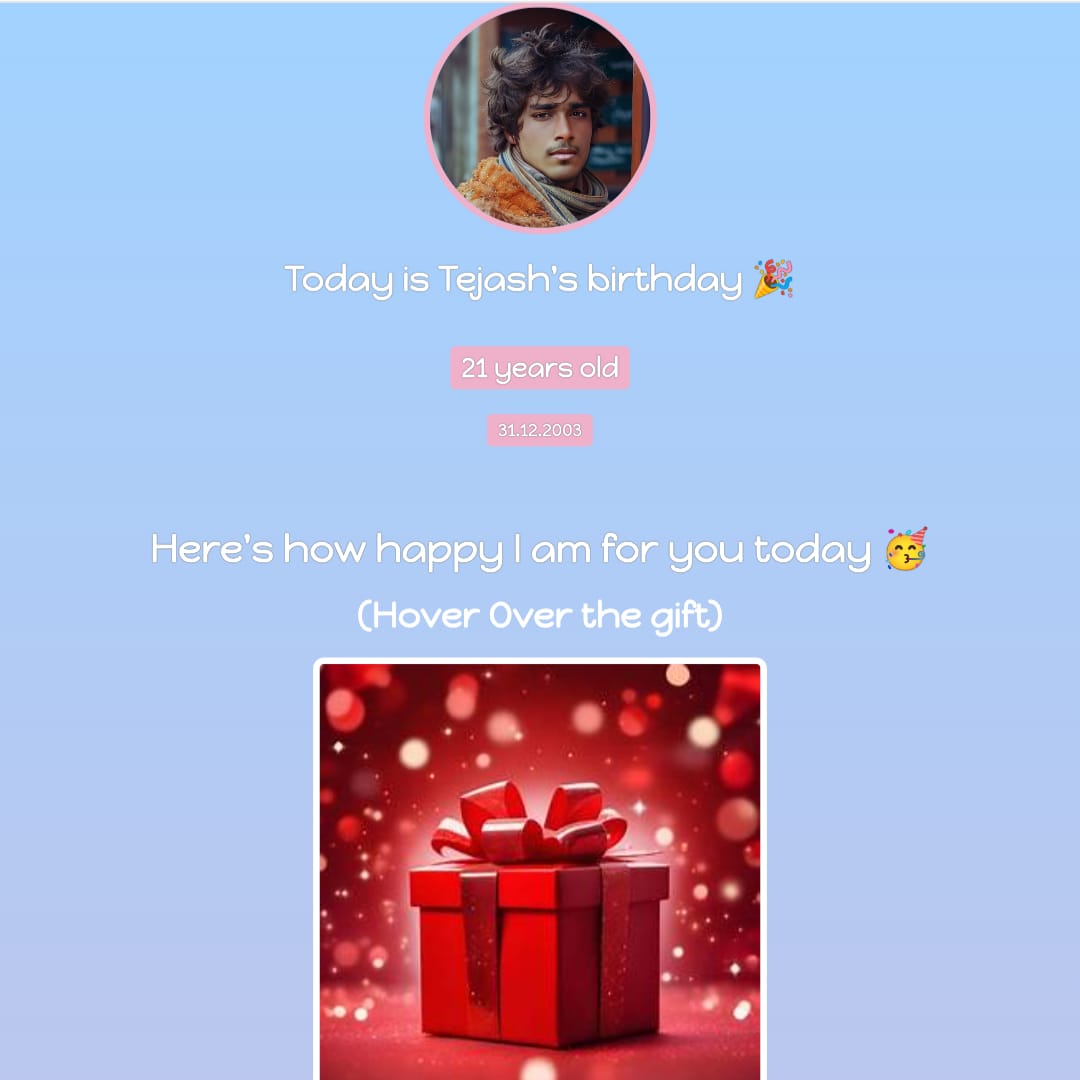 Today is Tejash's birthday 🎉
21 years old
31.12.2003
Here's how happy I am for you today 🥳
(Hover Over the gift)